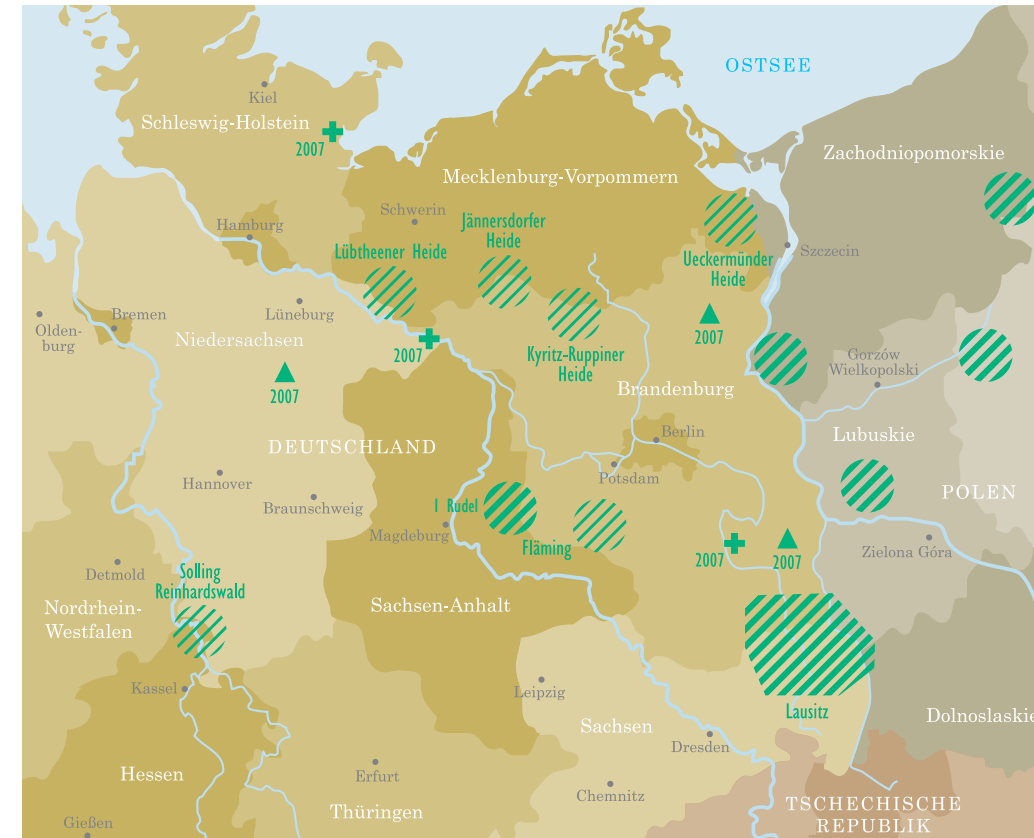 OSTSEE
Kiel
Schleswig-Holstein
2007
Zachodniopomorskie
Mecklenburg-Vorpommern
Schwerin
Jännersdorfer
Heide
Hamburg
Lübtheener Heide
Ueckermünder
Heide
Szczecin
Olden-
burg
Bremen
Lüneburg
Niedersachsen
2007
2007
Kyritz-Ruppiner
Heide
2007
Gorzów
Wielkopolski
2007
Brandenburg
DEUTSCHLAND
Berlin
Lubuskie
Hannover
Potsdam
POLEN
Braunschweig
1 Rudel
Magdeburg
Fläming
2007
2007
Zielona Góra
Detmold
Solling
Reinhardswald
Nordrhein-
Westfalen
Sachsen-Anhalt
Kassel
Leipzig
Lausitz
Sachsen
Dolnoslaskie
Dresden
Hessen
Erfurt
Chemnitz
Thüringen
TSCHECHISCHE
REPUBLIK
Gießen